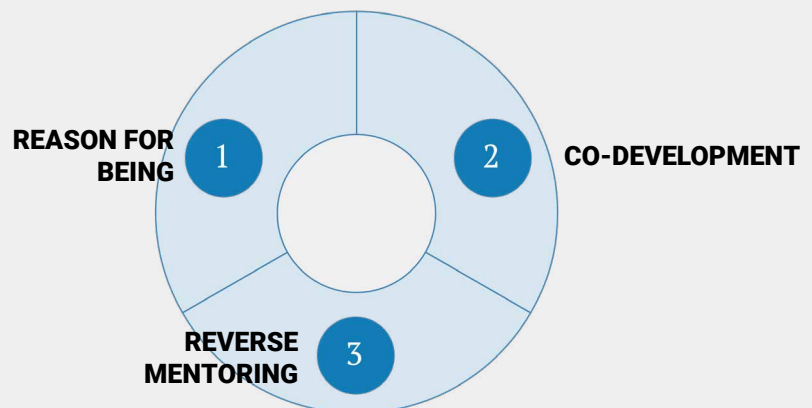 REASON FOR
BEING
1
2
CO-DEVELOPMENT
REVERSE
MENTORING
3